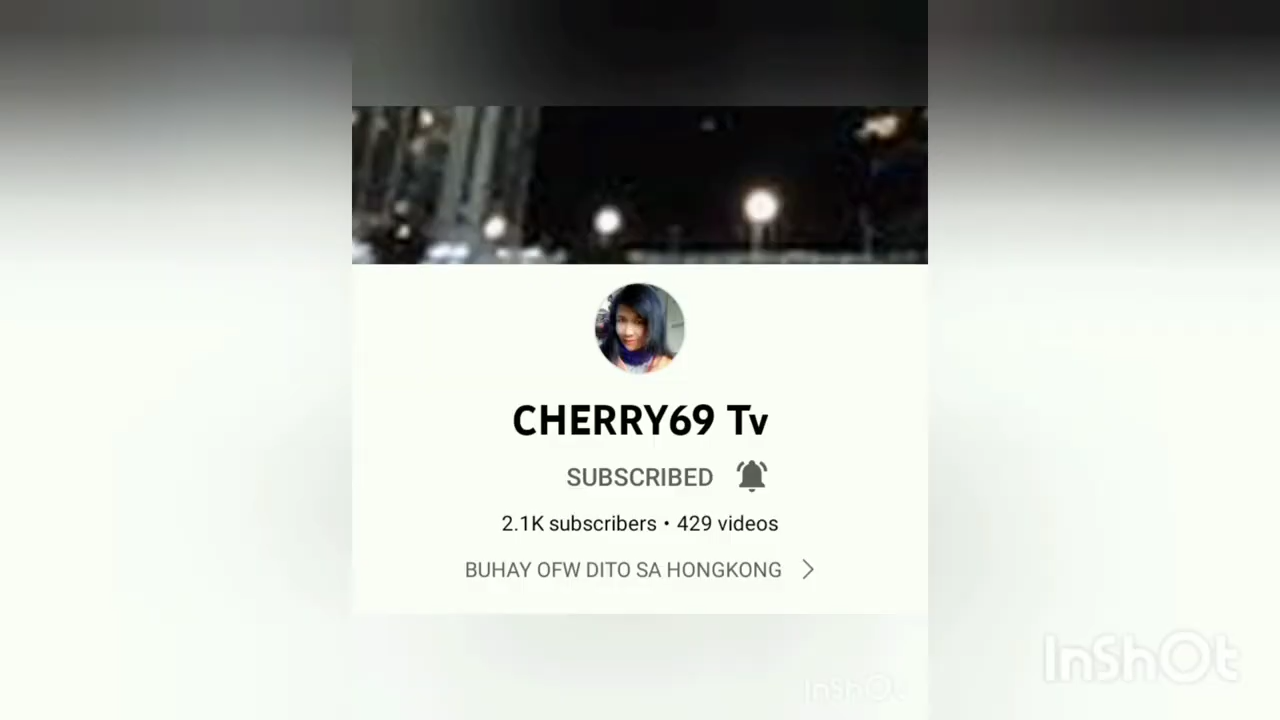 CHERRY69 Tv
SUBSCRIBED
2.1K subscribers • 429 videos
BUHAY OFW DITO SA HONGKONG
InShOt
InShOt